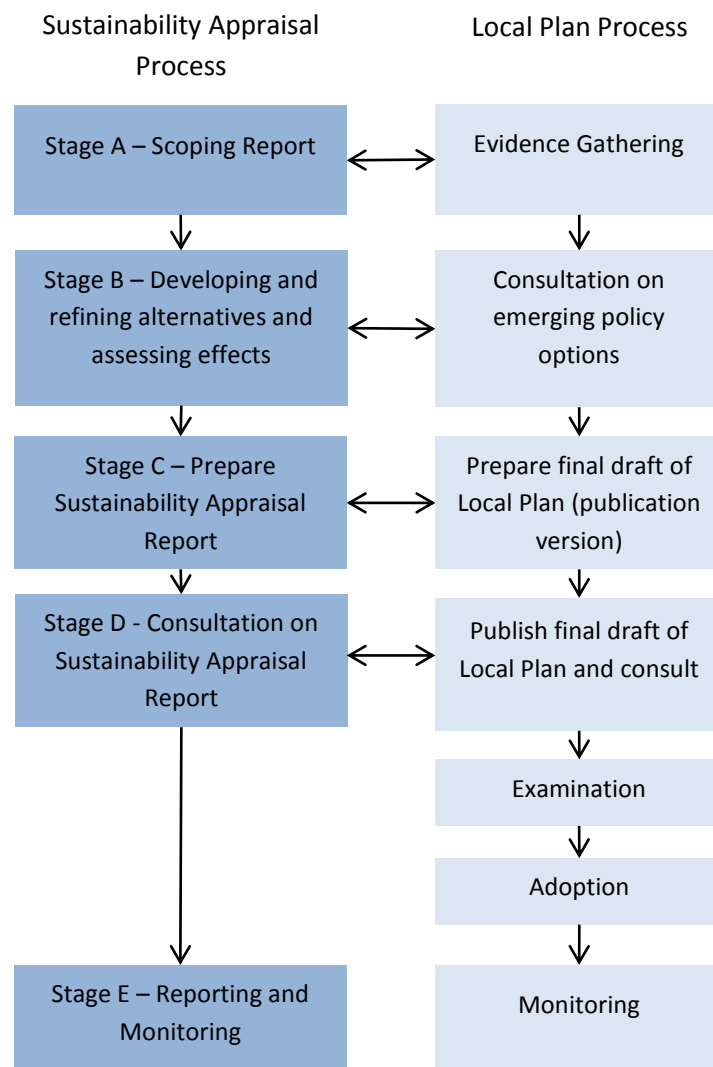 Sustainability Appraisal
Process
Local Plan Process
Stage A – Scoping Report
Evidence Gathering
Stage B – Developing and
refining alternatives and
assessing effects
Consultation on
emerging policy
options
Stage C – Prepare
Sustainability Appraisal
Report
Prepare final draft of
Local Plan (publication
version)
Stage D - Consultation on
Sustainability Appraisal
Report
Publish final draft of
Local Plan and consult
Examination
Adoption
Stage E – Reporting and
Monitoring
Monitoring